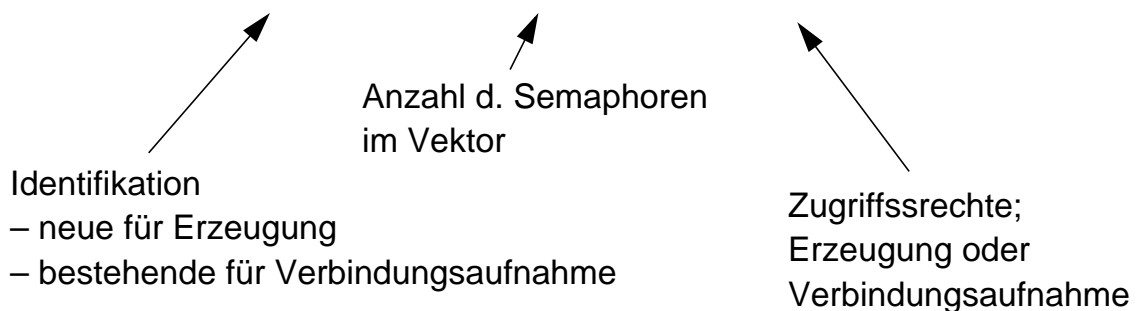 Anzahl d. Semaphoren
im Vektor
Identifikation
– neue für Erzeugung
– bestehende für Verbindungsaufnahme
Zugriffssrechte;
Erzeugung oder
Verbindungsaufnahme